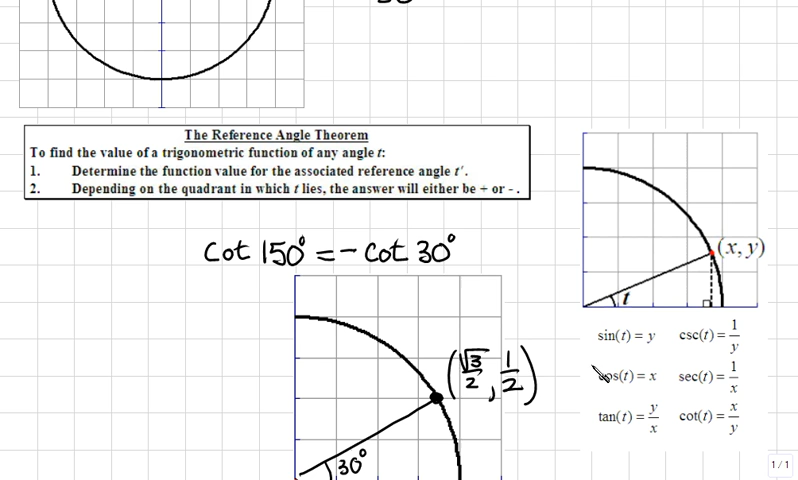 The Reference Angle Theorem
To find the value of a trigonometric function of any angle t:
1. Determine the function value for the associated reference angle t'.
2. Depending on the quadrant in which t lies, the answer will either be + or - .
(x, y)
t
cot 150° = - cot 30°
(√3/2, 1/2)
30°
sin(t) = y csc(t) = 1/y
cos(t) = x sec(t) = 1/x
tan(t) = y/x cot(t) = x/y
1 / 1